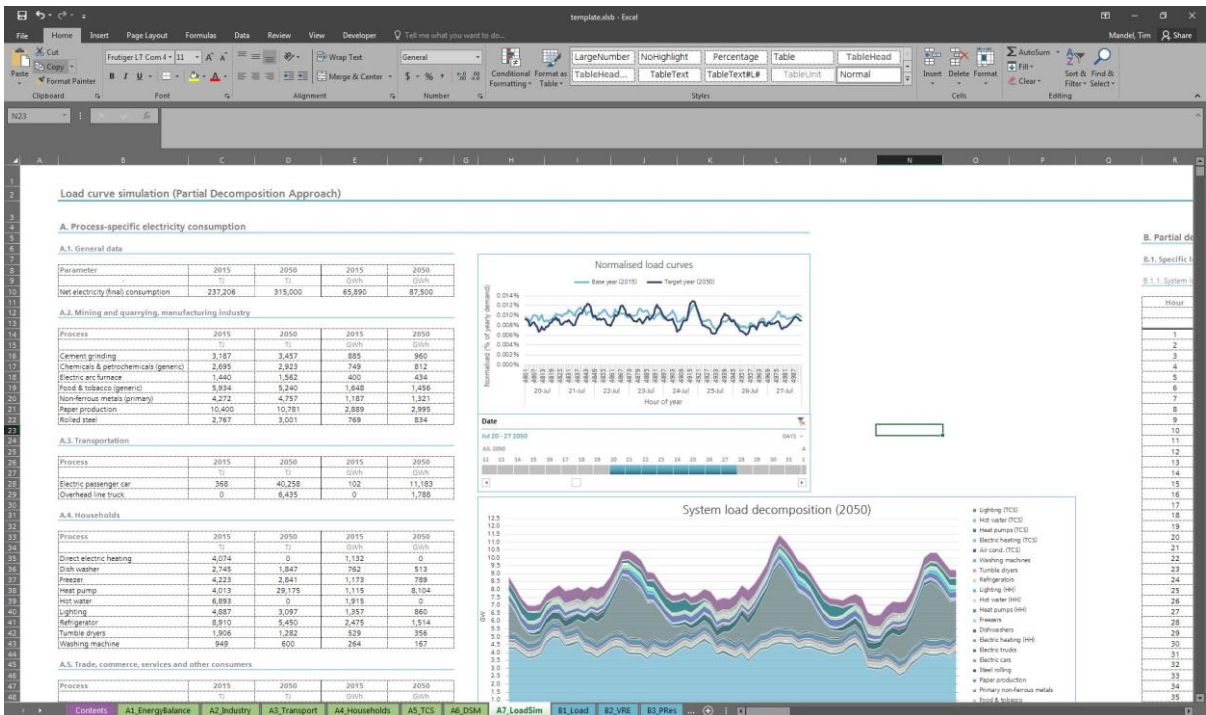 template.xlsb - Excel
File Home Insert Page Layout Formulas Data Review View Developer Tell me what you want to do... Mandel, Tim Share
Cut
Copy
Format Painter
Paste
Frutiger LT Com 4 11
Wrap Text
Merge & Center
General
Conditional Formatting Format as Table
LargeNumber NoHighlight Percentage Table TableHead
TableHead... TableText TableText#L# TableUnit Normal
Insert Delete Format
AutoSum
Fill
Clear
Sort & Filter Find & Select
Clipboard Font Alignment Number Styles Cells Editing
N23
A B C D E F G H I J K L M N O P Q R
Load curve simulation (Partial Decomposition Approach)
A. Process-specific electricity consumption
A.1. General data
Parameter 2015 2050 2015 2050
- TJ TJ GWh GWh
Net electricity (final) consumption 237,206 315,000 65,890 87,500
A.2. Mining and quarrying, manufacturing industry
Process 2015 2050 2015 2050
TJ TJ GWh GWh
Cement grinding 3,187 3,457 885 960
Chemicals & petrochemicals (generic) 2,695 2,923 749 812
Electric arc furnace 1,440 1,562 400 434
Food & tobacco (generic) 5,934 5,240 1,648 1,456
Non-ferrous metals (primary) 4,272 4,757 1,187 1,321
Paper production 10,400 10,781 2,889 2,995
Rolled steel 2,767 3,001 769 834
A.3. Transportation
Process 2015 2050 2015 2050
TJ TJ GWh GWh
Electric passenger car 368 40,258 102 11,183
Overhead line truck 0 6,435 0 1,788
A.4. Households
Process 2015 2050 2015 2050
TJ TJ GWh GWh
Direct electric heating 4,074 0 1,132 0
Dish washer 2,745 1,847 762 513
Freezer 4,223 2,841 1,173 789
Heat pump 4,013 29,175 1,115 8,104
Hot water 6,893 0 1,915 0
Lighting 4,887 3,097 1,357 860
Refrigerator 8,910 5,450 2,475 1,514
Tumble dryers 1,906 1,282 529 356
Washing machine 949 600 264 167
A.5. Trade, commerce, services and other consumers
Process 2015 2050 2015 2050
TJ TJ GWh GWh
Normalised load curves
Base year (2015) Target year (2050)
Normalised (% of yearly demand)
0.014%
0.012%
0.010%
0.008%
0.006%
0.004%
0.002%
0.000%
20-Jul 21-Jul 22-Jul 23-Jul 24-Jul 25-Jul 26-Jul 27-Jul
Hour of year
Date
Jul 20 - 27 2050 DAYS
JUL 2050 A
12 13 14 15 16 17 18 19 20 21 22 23 24 25 26 27 28 29 30 31 1
System load decomposition (2050)
GW
12.5
12.0
11.5
11.0
10.5
10.0
9.5
9.0
8.5
8.0
7.5
7.0
6.5
6.0
5.5
5.0
4.5
4.0
3.5
3.0
2.5
2.0
1.5
1.0
Lighting (TCS)
Hot water (TCS)
Heat pumps (TCS)
Electric heating (TCS)
Air cond. (TCS)
Washing machines
Tumble dryers
Refrigerators
Lighting (HH)
Hot water (HH)
Heat pumps (HH)
Freezers
Dishwashers
Electric heating (HH)
Electric trucks
Electric cars
Steel rolling
Paper production
Primary non-ferrous metals
Food & tobacco
B. Partial de
B.1. Specific l
B.1.1. System l
Hour
1
2
3
4
5
6
7
8
9
10
11
12
13
14
15
16
17
18
19
20
21
22
23
24
25
26
27
28
29
30
31
32
33
34
35
Contents A1_EnergyBalance A2_Industry A3_Transport A4_Households A5_TCS A6_DSM A7_LoadSim B1_Load B2_VRE B3_PRes ...